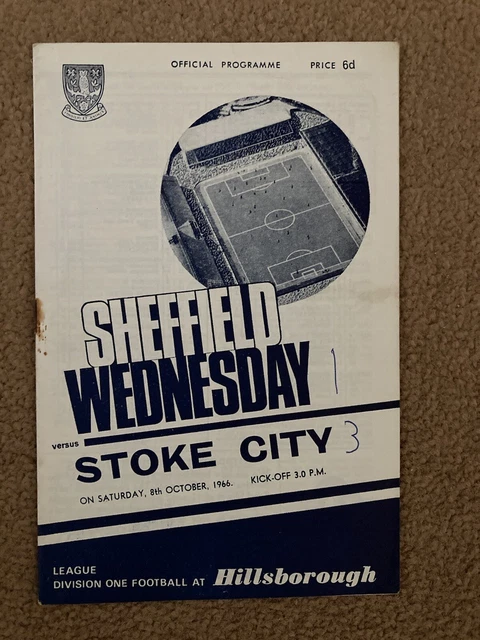 OFFICIAL PROGRAMME PRICE 6d
SHEFFIELD
WEDNESDAY 1
versus
STOKE CITY 3
ON SATURDAY, 8th OCTOBER, 1966. KICK-OFF 3.0 P.M.
LEAGUE
DIVISION ONE FOOTBALL AT Hillsborough